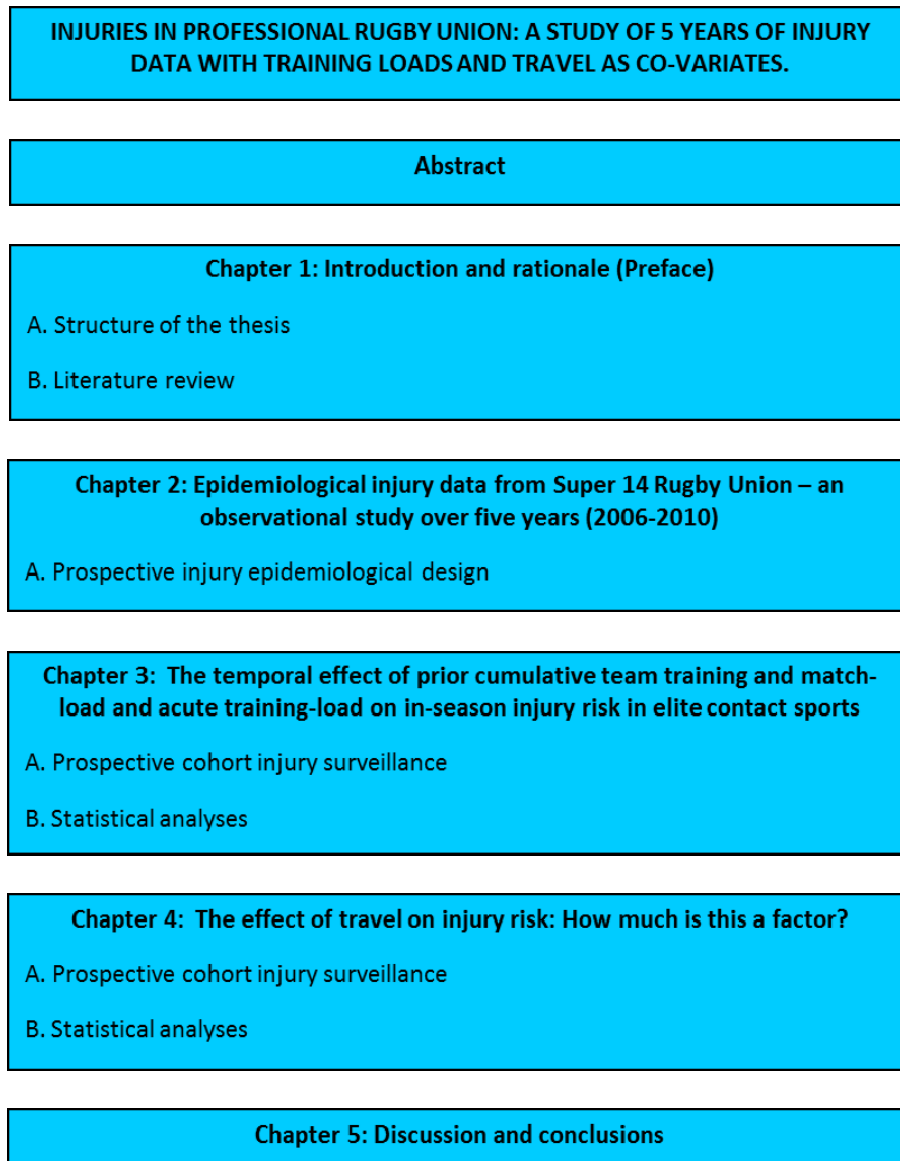 INJURIES IN PROFESSIONAL RUGBY UNION: A STUDY OF 5 YEARS OF INJURY
DATA WITH TRAINING LOADS AND TRAVEL AS CO-VARIATES.
Abstract
Chapter 1: Introduction and rationale (Preface)
A. Structure of the thesis
B. Literature review
Chapter 2: Epidemiological injury data from Super 14 Rugby Union – an
observational study over five years (2006-2010)
A. Prospective injury epidemiological design
Chapter 3:  The temporal effect of prior cumulative team training and match-
load and acute training-load on in-season injury risk in elite contact sports
A. Prospective cohort injury surveillance
B. Statistical analyses
Chapter 4:  The effect of travel on injury risk: How much is this a factor?
A. Prospective cohort injury surveillance
B. Statistical analyses
Chapter 5: Discussion and conclusions